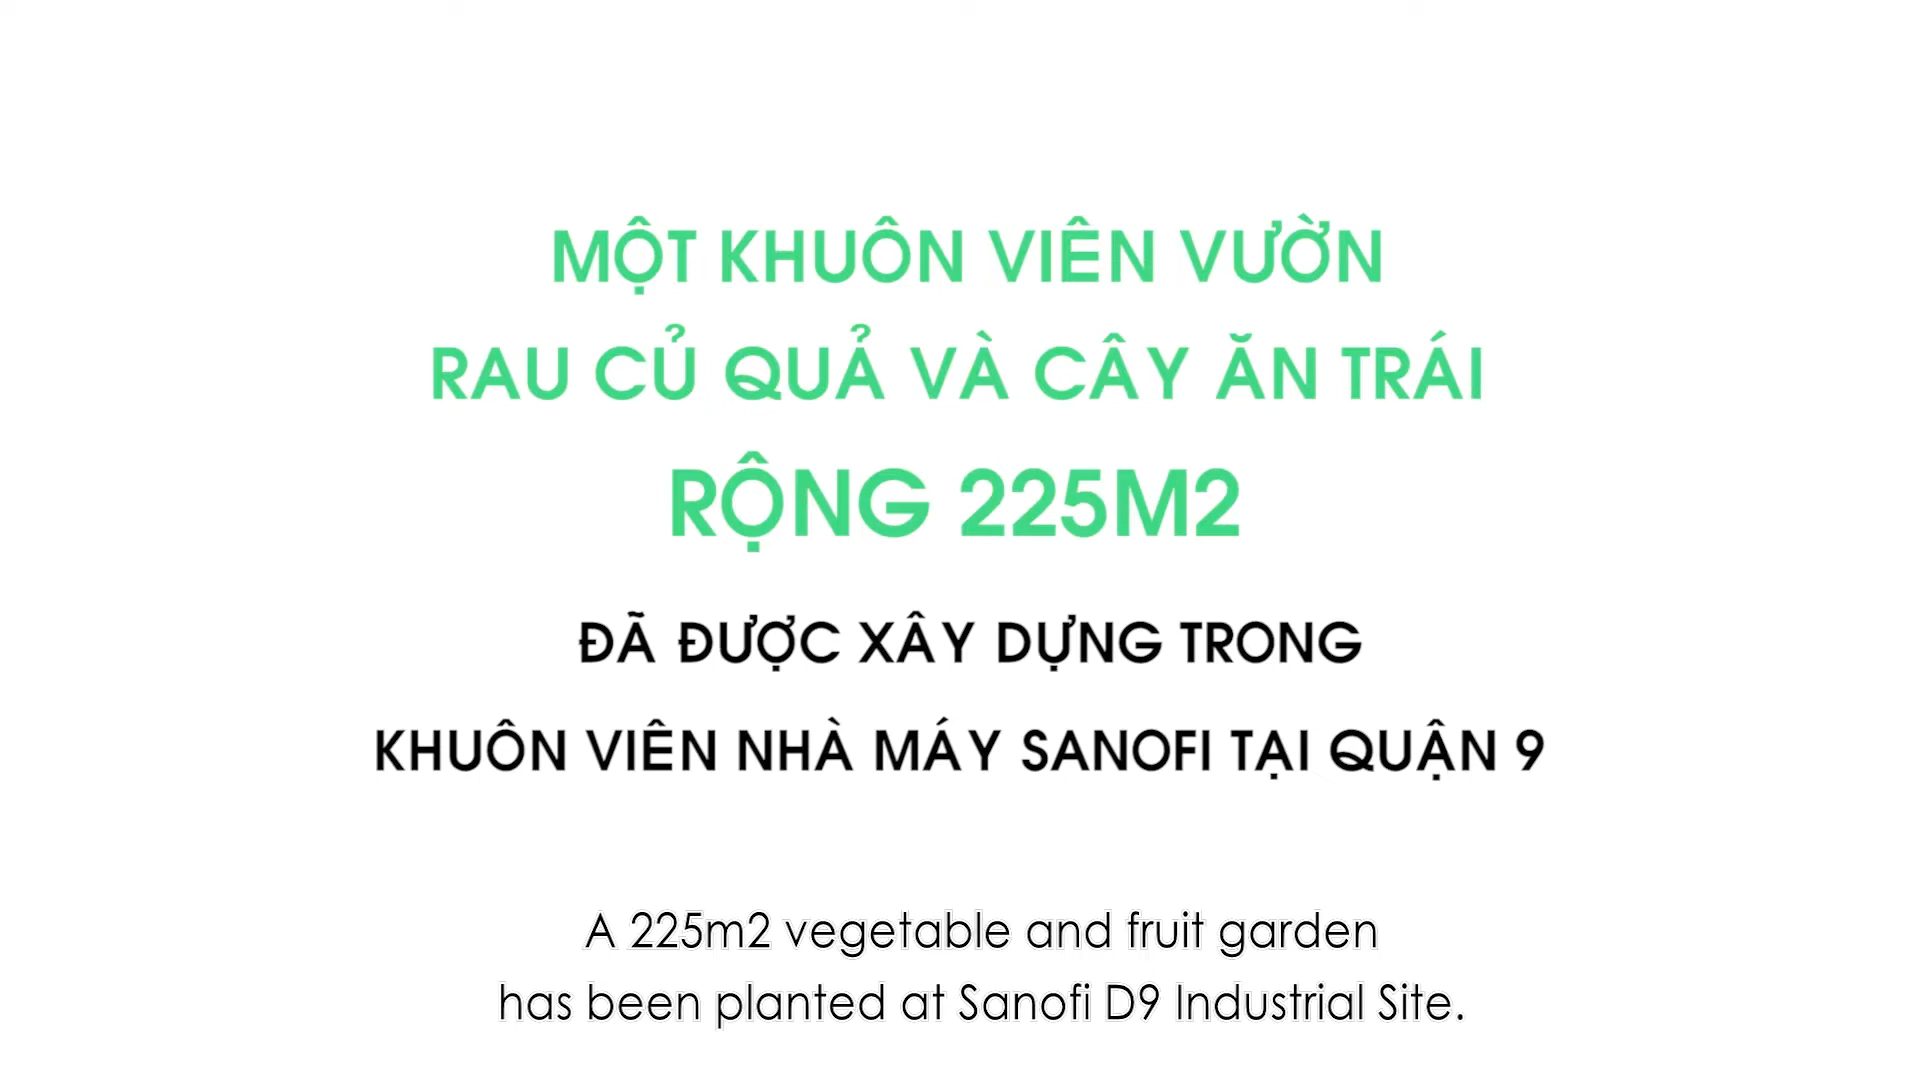 MỘT KHUÔN VIÊN VƯỜN
RAU CỦ QUẢ VÀ CÂY ĂN TRÁI
RỘNG 225M2
ĐÃ ĐƯỢC XÂY DỰNG TRONG
KHUÔN VIÊN NHÀ MÁY SANOFI TẠI QUẬN 9
A 225m2 vegetable and fruit garden
has been planted at Sanofi D9 Industrial Site.